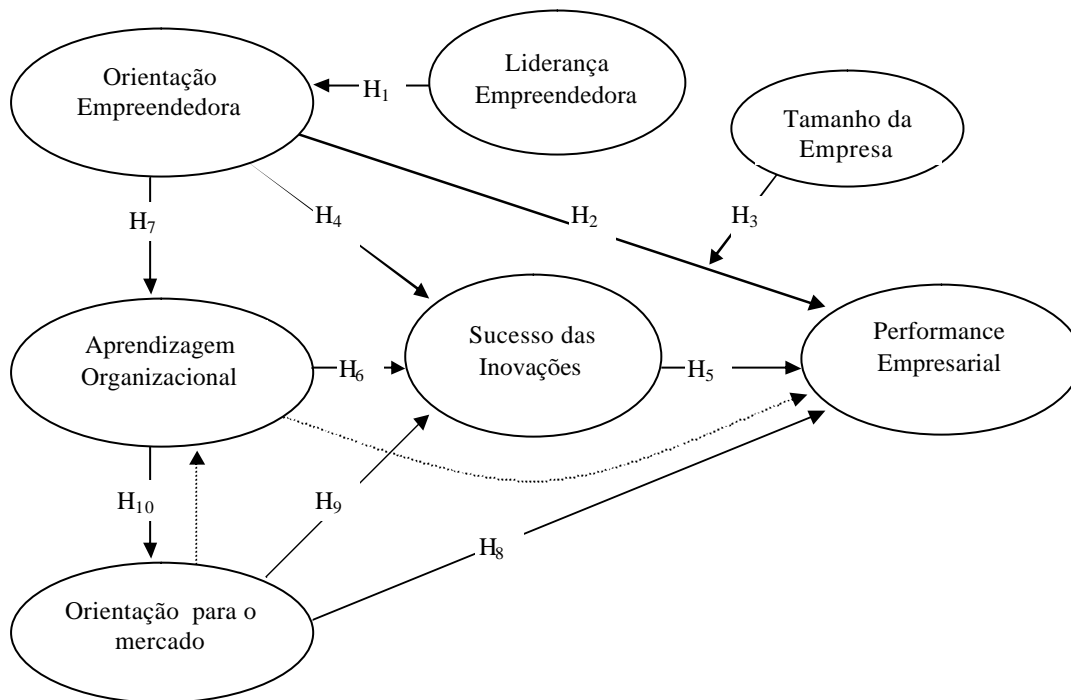 Orientação
Empreendedora
H1
Liderança
Empreendedora
Tamanho da
Empresa
H7
H4
H2
H3
Aprendizagem
Organizacional
H6
Sucesso das
Inovações
H5
Performance
Empresarial
H10
H9
H8
Orientação para o
mercado